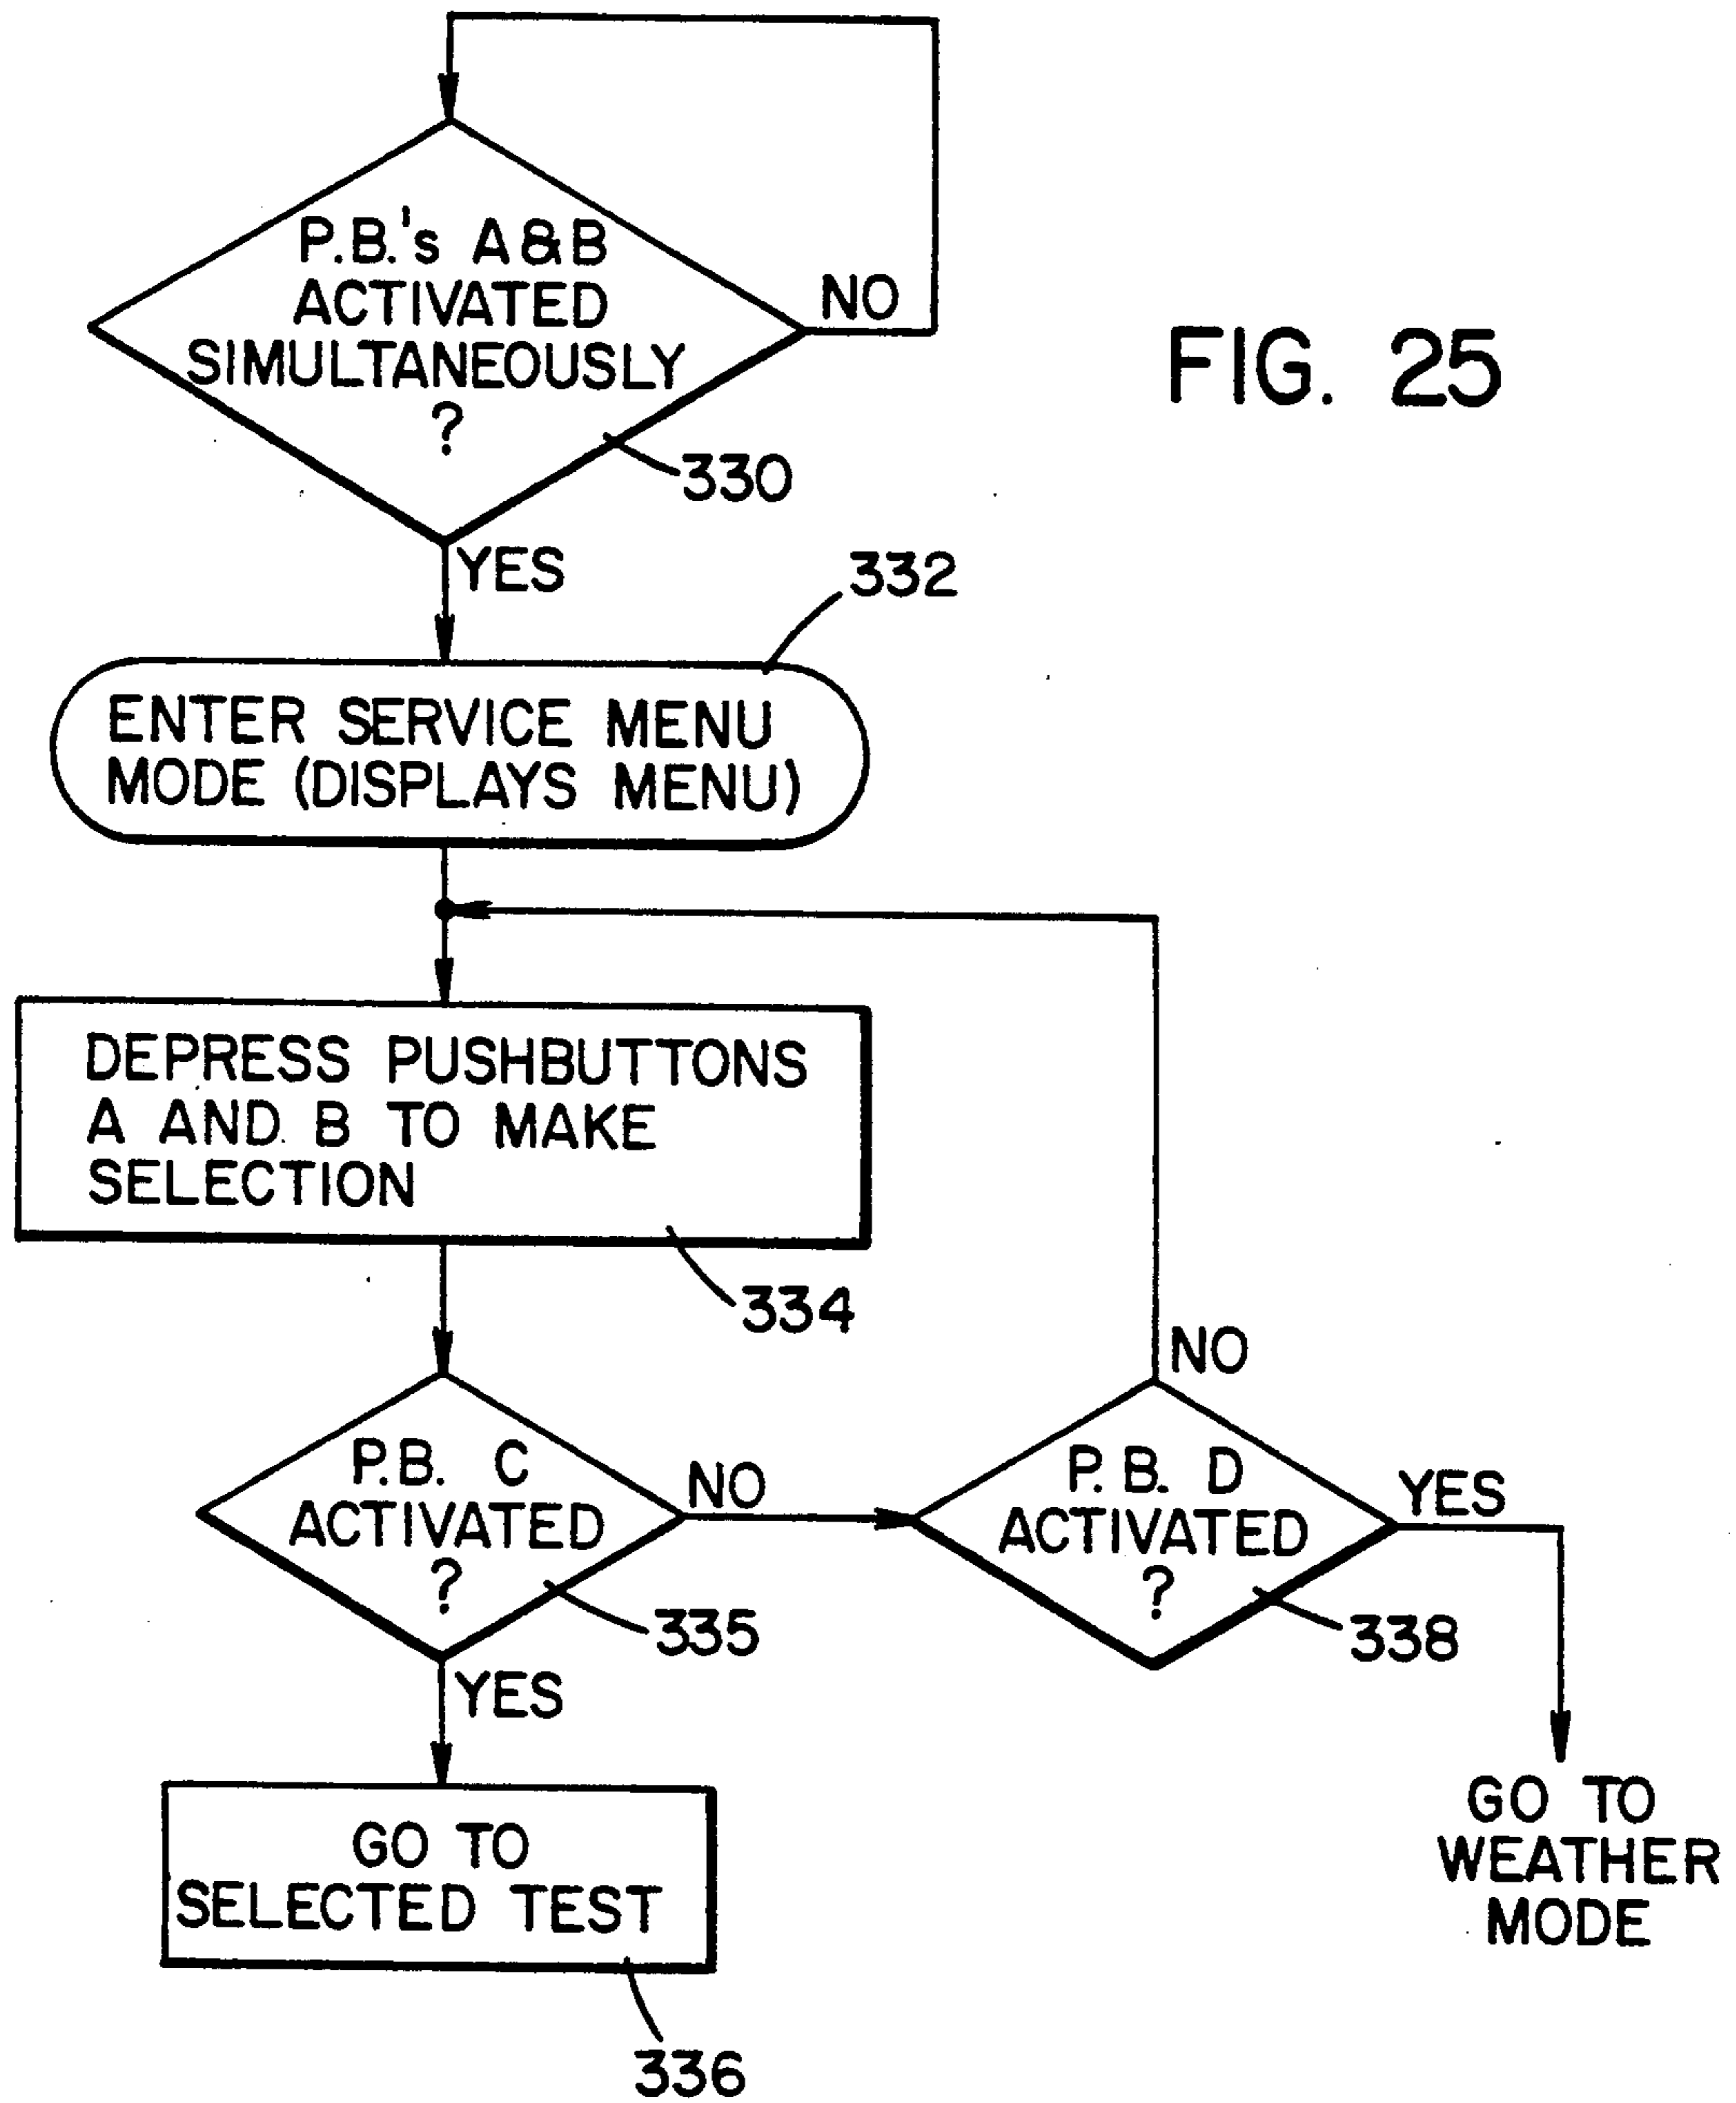 P.B.'s A&B
ACTIVATED
SIMULTANEOUSLY
?
NO
FIG. 25
330
YES
332
ENTER SERVICE MENU
MODE (DISPLAYS MENU)
DEPRESS PUSHBUTTONS
A AND B TO MAKE
SELECTION
334
P.B. C
ACTIVATED
?
NO
335
YES
P.B. D
ACTIVATED
?
NO
YES
338
GO TO
SELECTED TEST
336
GO TO
WEATHER
MODE